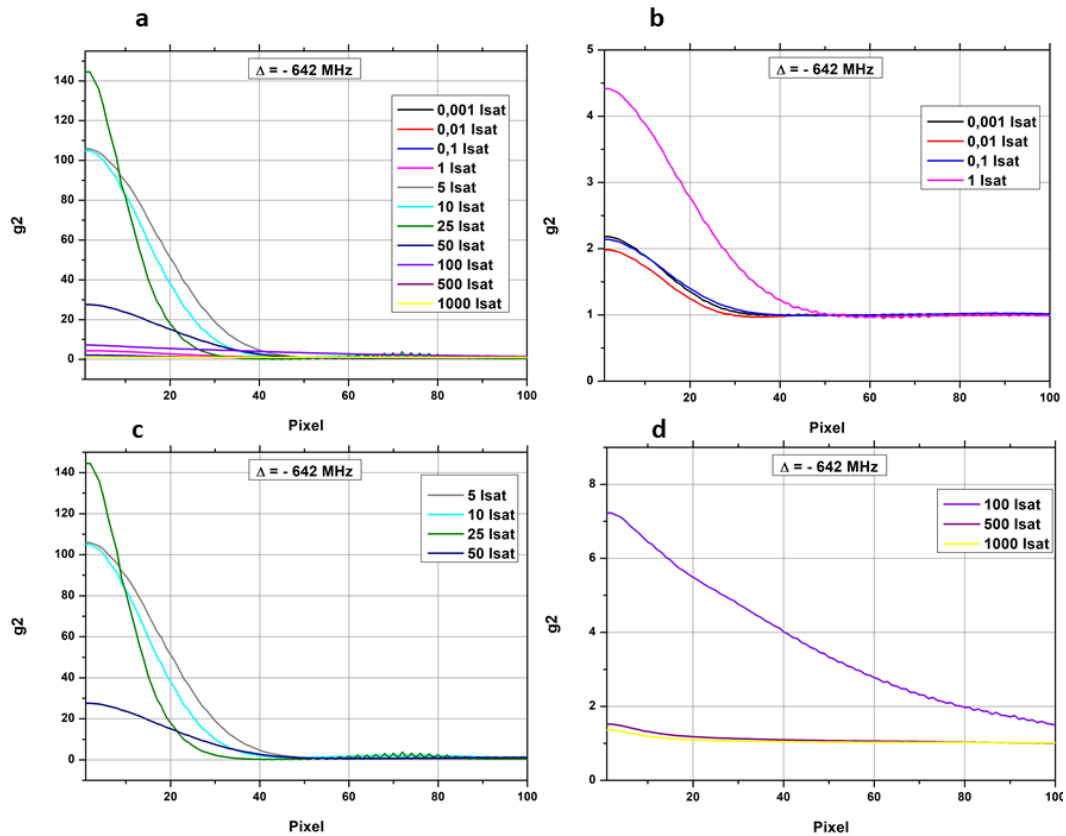 a
Δ = - 642 MHz
0,001 Isat
0,01 Isat
0,1 Isat
1 Isat
5 Isat
10 Isat
25 Isat
50 Isat
100 Isat
500 Isat
1000 Isat
140
120
100
80
60
40
20
0
g2
20
40
60
80
100
Pixel
b
Δ = - 642 MHz
0,001 Isat
0,01 Isat
0,1 Isat
1 Isat
5
4
3
2
1
0
g2
20
40
60
80
100
Pixel
c
Δ = - 642 MHz
5 Isat
10 Isat
25 Isat
50 Isat
140
120
100
80
60
40
20
0
g2
20
40
60
80
100
Pixel
d
Δ = - 642 MHz
100 Isat
500 Isat
1000 Isat
8
6
4
2
0
g2
20
40
60
80
100
Pixel